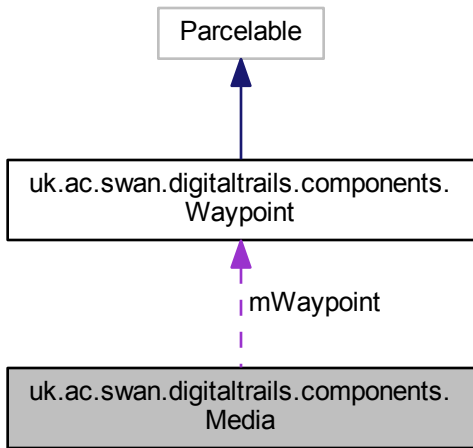 Parcelable
uk.ac.swan.digitaltrails.components.
Waypoint
mWaypoint
uk.ac.swan.digitaltrails.components.
Media